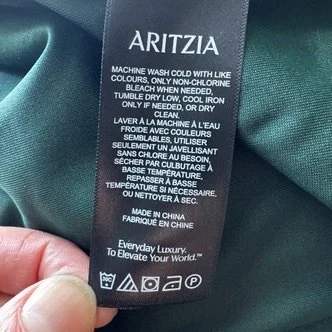 ARITZIA
MACHINE WASH COLD WITH LIKE
COLOURS, ONLY NON-CHLORINE
BLEACH WHEN NEEDED,
TUMBLE DRY LOW, COOL IRON
ONLY IF NEEDED, OR DRY
CLEAN.
LAVER À LA MACHINE À L'EAU
FROIDE AVEC COULEURS
SEMBLABLES, UTILISER
SEULEMENT UN JAVELLISANT
SANS CHLORE AU BESOIN,
SÉCHER PAR CULBUTAGE À
BASSE TEMPÉRATURE,
REPASSER À BASSE
TEMPÉRATURE SI NÉCESSAIRE,
OU NETTOYER À SEC.
MADE IN CHINA
FABRIQUÉ EN CHINE
Everyday Luxury.
To Elevate Your World.™
30C P